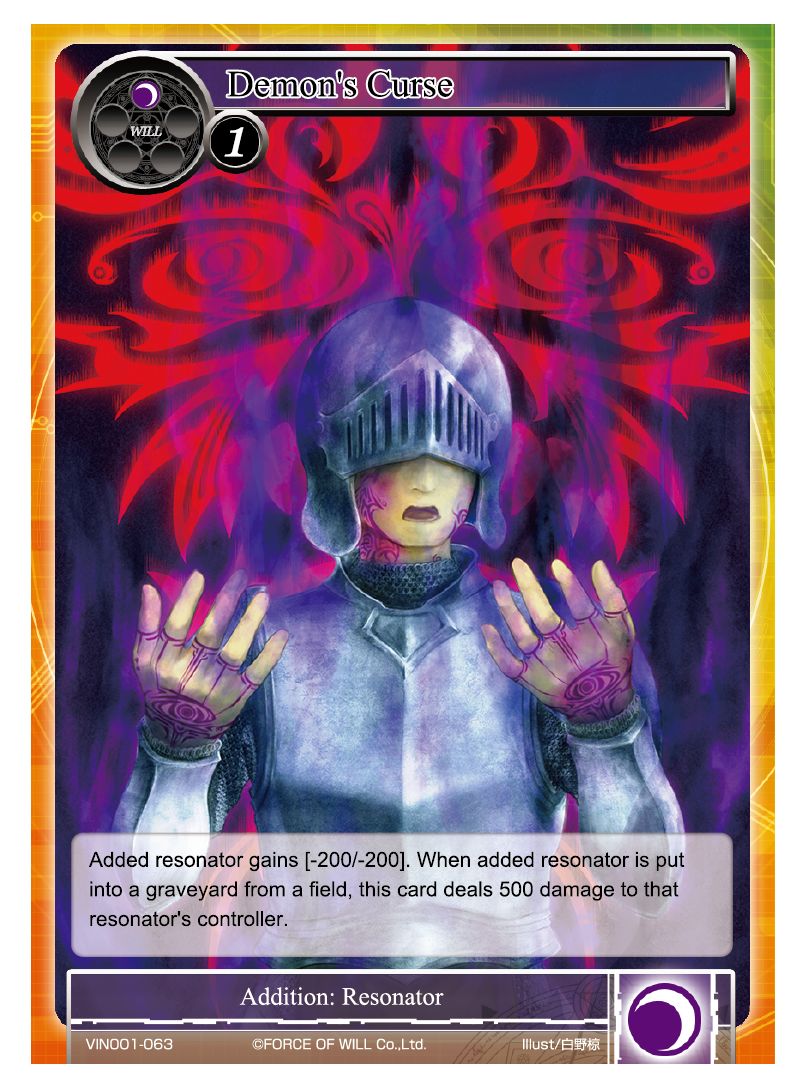 Demon's Curse
WILL
1
Added resonator gains [-200/-200]. When added resonator is put
into a graveyard from a field, this card deals 500 damage to that
resonator's controller.
Addition: Resonator
VIN001-063 ©FORCE OF WILL Co.,Ltd. Illust/白野椋